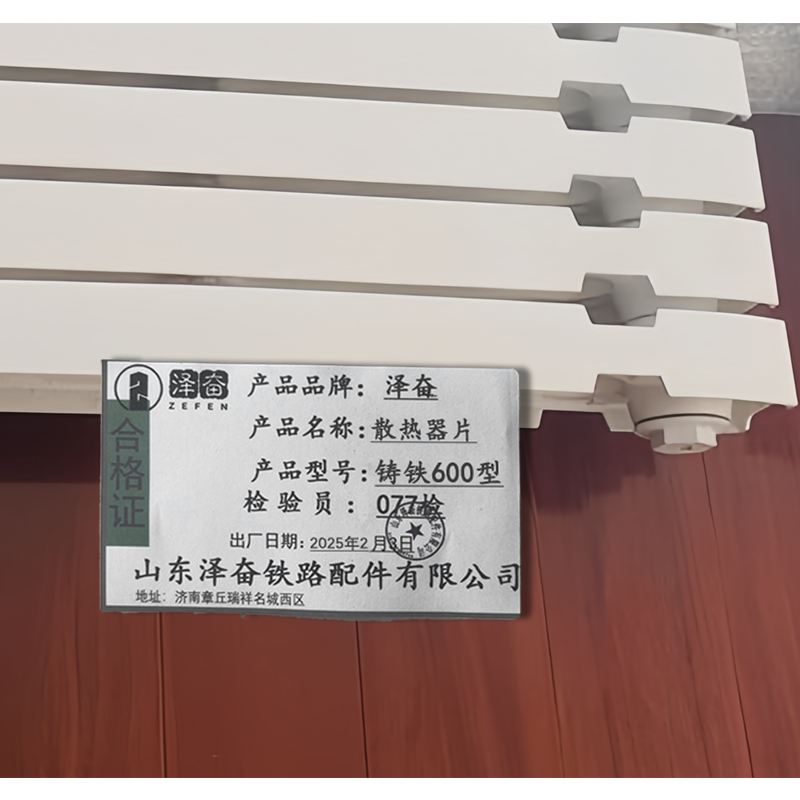 泽奋
ZEFEN
合格证
产品品牌：泽奋
产品名称：散热器片
产品型号：铸铁600型
检验员：077检
出厂日期：2025年2月3日
山东泽奋铁路配件有限公司
地址：济南章丘瑞祥名城西区